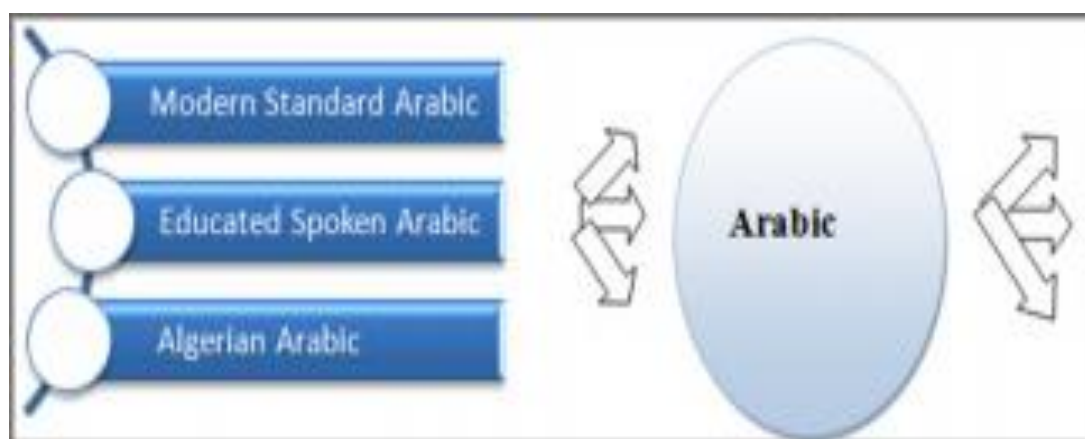 Modern Standard Arabic
Educated Spoken Arabic
Algerian Arabic
Arabic